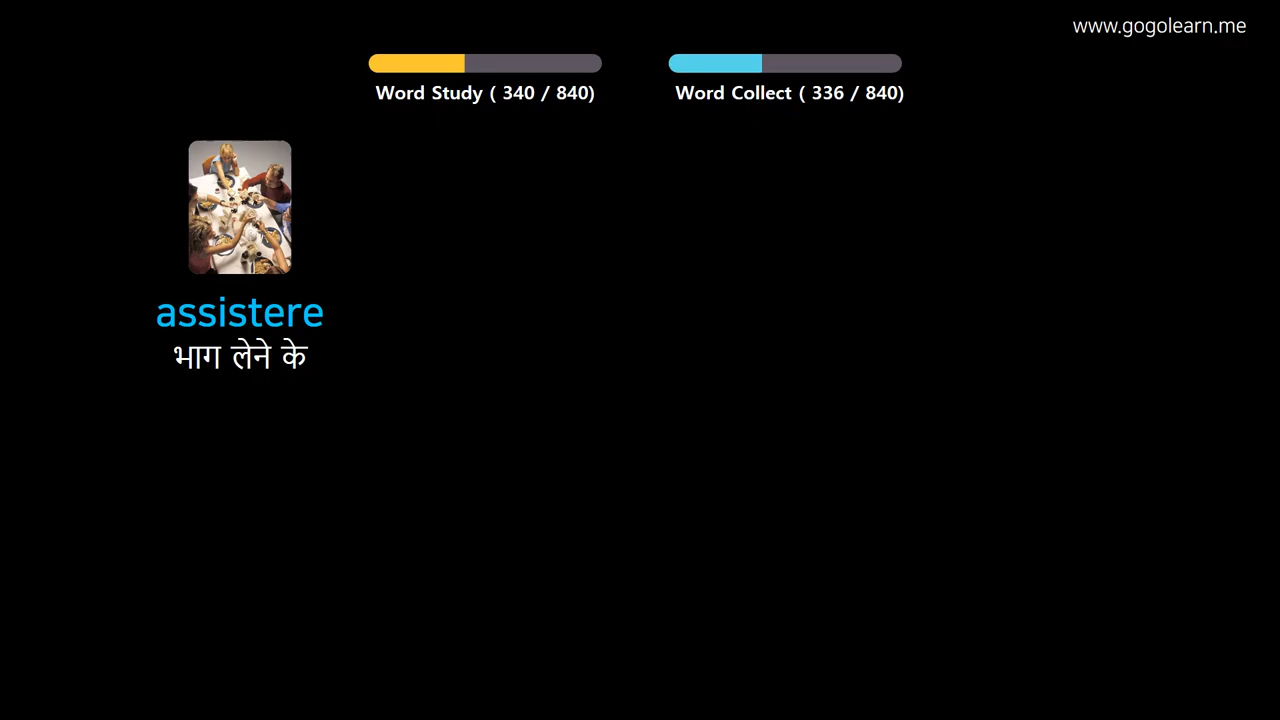 www.gogolearn.me
Word Study ( 340 / 840)
Word Collect ( 336 / 840)
assistere
भाग लेने के